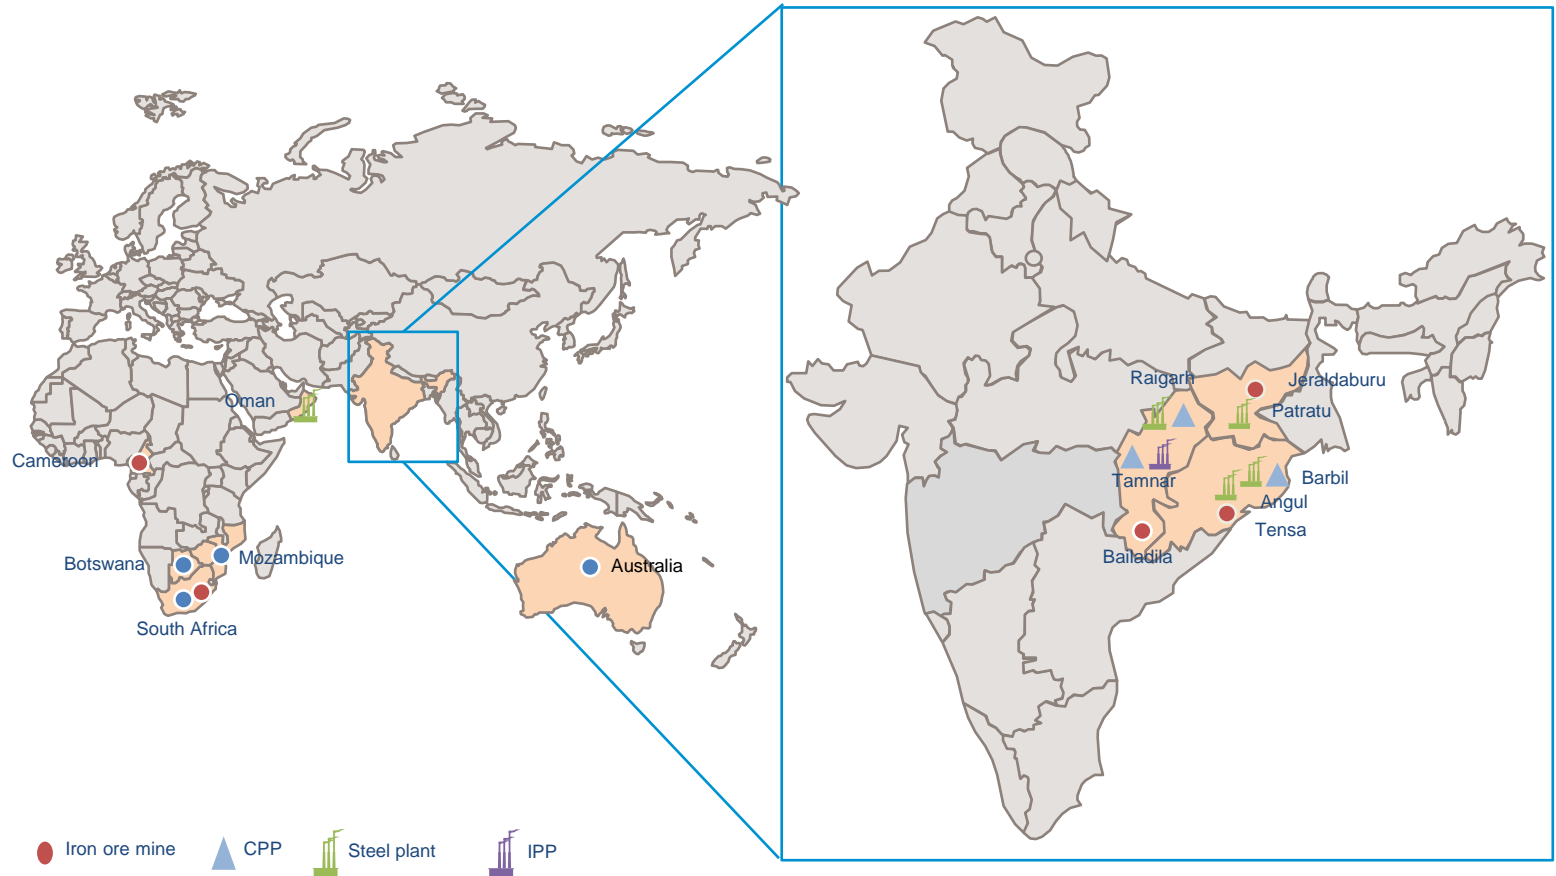 Oman
Cameroon
Botswana
Mozambique
South Africa
Australia
Raigarh
Jeraldaburu
Patratu
Tamnar
Barbil
Angul
Tensa
Bailadila
Iron ore mine
CPP
Steel plant
IPP